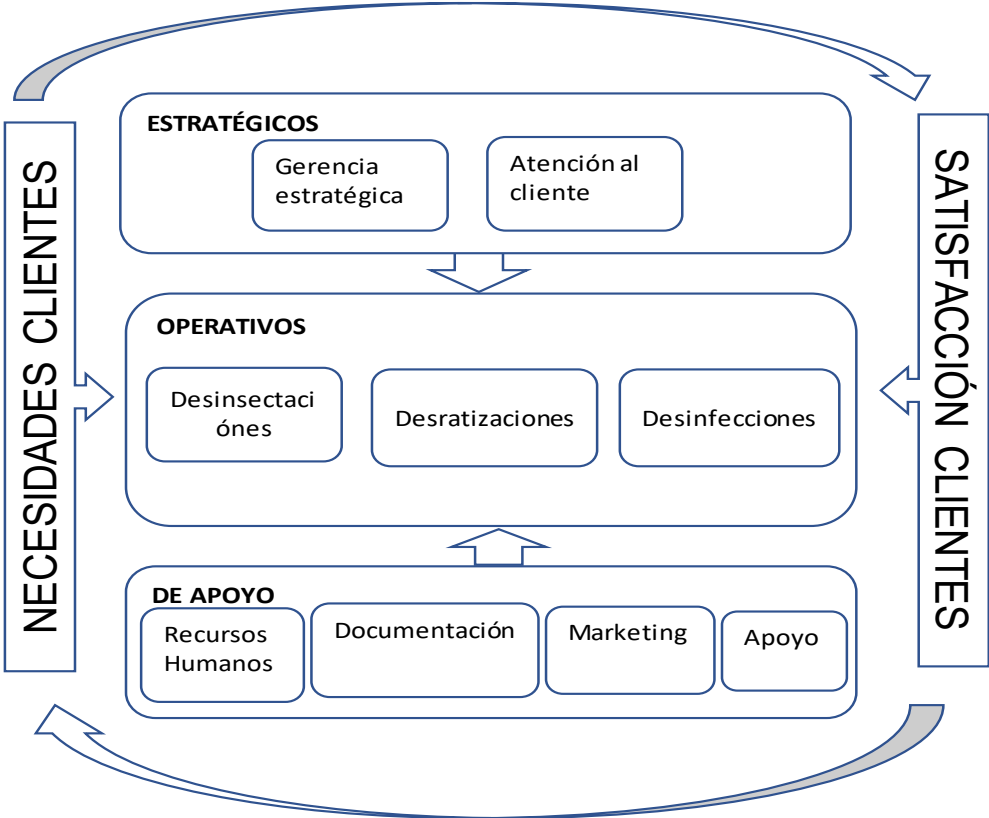 NECESIDADES CLIENTES
ESTRATÉGICOS
Gerencia
estratégica
Atención al
cliente
OPERATIVOS
Desinsectaci
ónes
Desratizaciones
Desinfecciones
DE APOYO
Recursos
Humanos
Documentación
Marketing
Apoyo
SATISFACCIÓN CLIENTES